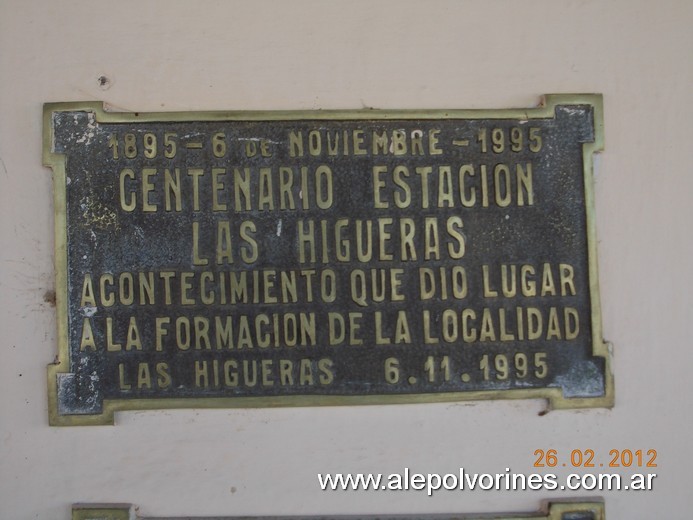 1895 - 6 DE NOVIEMBRE - 1995
CENTENARIO ESTACION
LAS HIGUERAS
ACONTECIMIENTO QUE DIO LUGAR
A LA FORMACION DE LA LOCALIDAD
LAS HIGUERAS 6.11.1995
26.02.2012
www.alepolvorines.com.ar